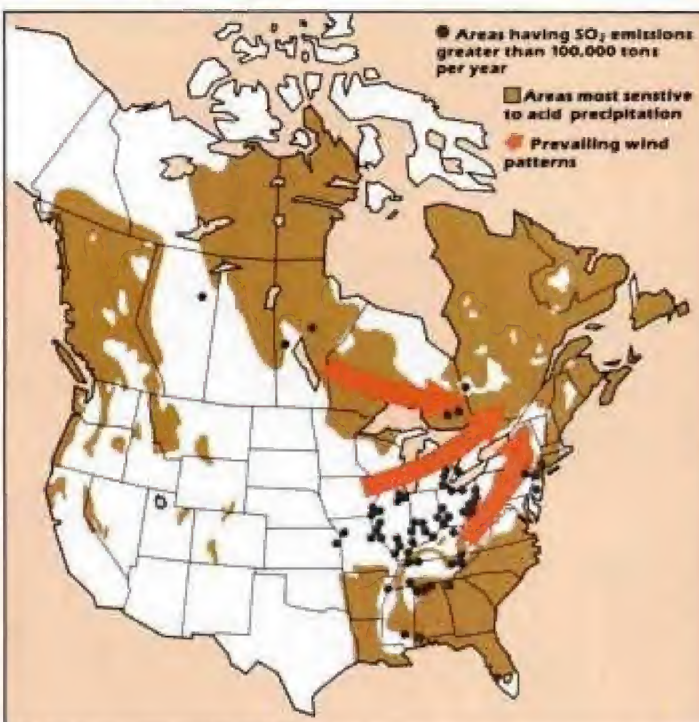 Areas having SO₂ emissions
greater than 100,000 tons
per year
Areas most senstive
to acid precipitation
Prevailing wind
patterns